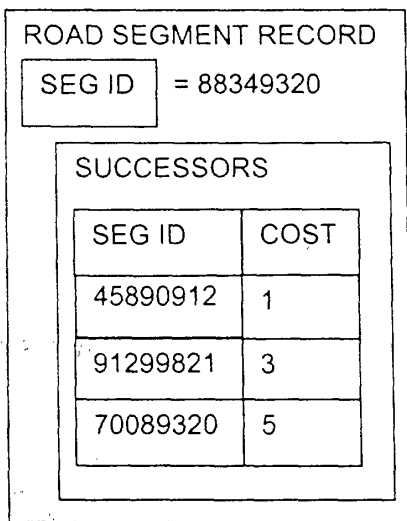 ROAD SEGMENT RECORD
SEG ID = 88349320
SUCCESSORS
SEG ID COST
45890912 1
91299821 3
70089320 5